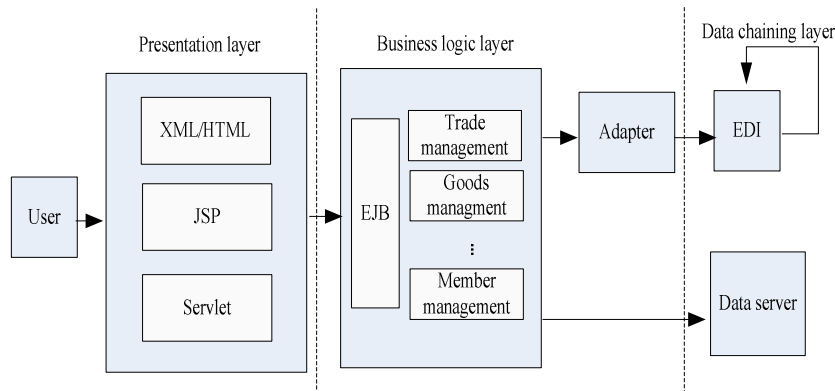 Presentation layer
Business logic layer
Data chaining layer
User
XML/HTML
JSP
Servlet
EJB
Trade
management
Goods
managment
...
Member
management
Adapter
EDI
Data server